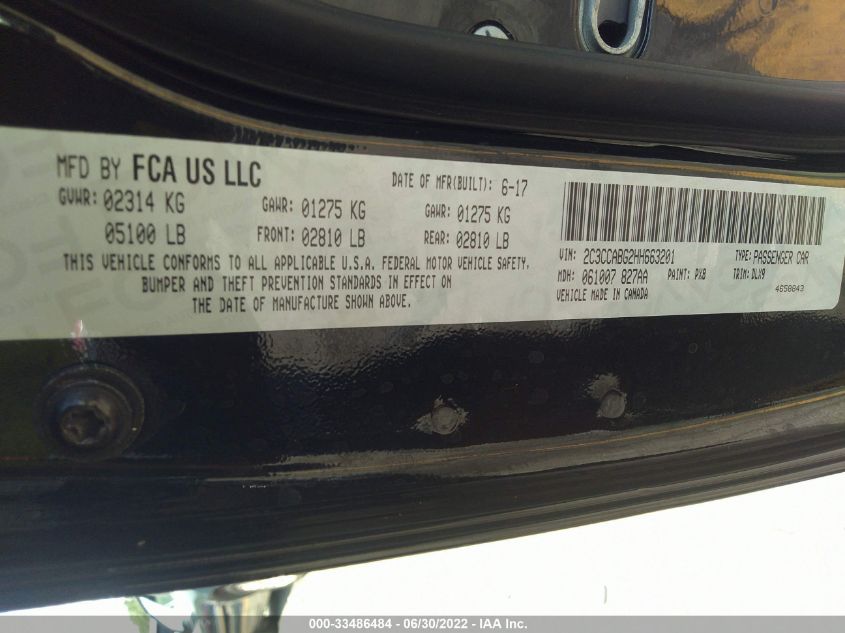 MFD BY FCA US LLC
DATE OF MFR(BUILT): 6-17
GVWR: 02314 KG
GAWR: 01275 KG
GAWR: 01275 KG
05100 LB
FRONT: 02810 LB
REAR: 02810 LB
THIS VEHICLE CONFORMS TO ALL APPLICABLE U.S.A. FEDERAL MOTOR VEHICLE SAFETY,
BUMPER AND THEFT PREVENTION STANDARDS IN EFFECT ON
THE DATE OF MANUFACTURE SHOWN ABOVE.
VIN: 2C3CCABG2HH663201
TYPE: PASSENGER CAR
MDH: 061007 827AA
PAINT: PX8
TRIM: DLX9
VEHICLE MADE IN CANADA
4658643
000-33486484 - 06/30/2022 - IAA Inc.